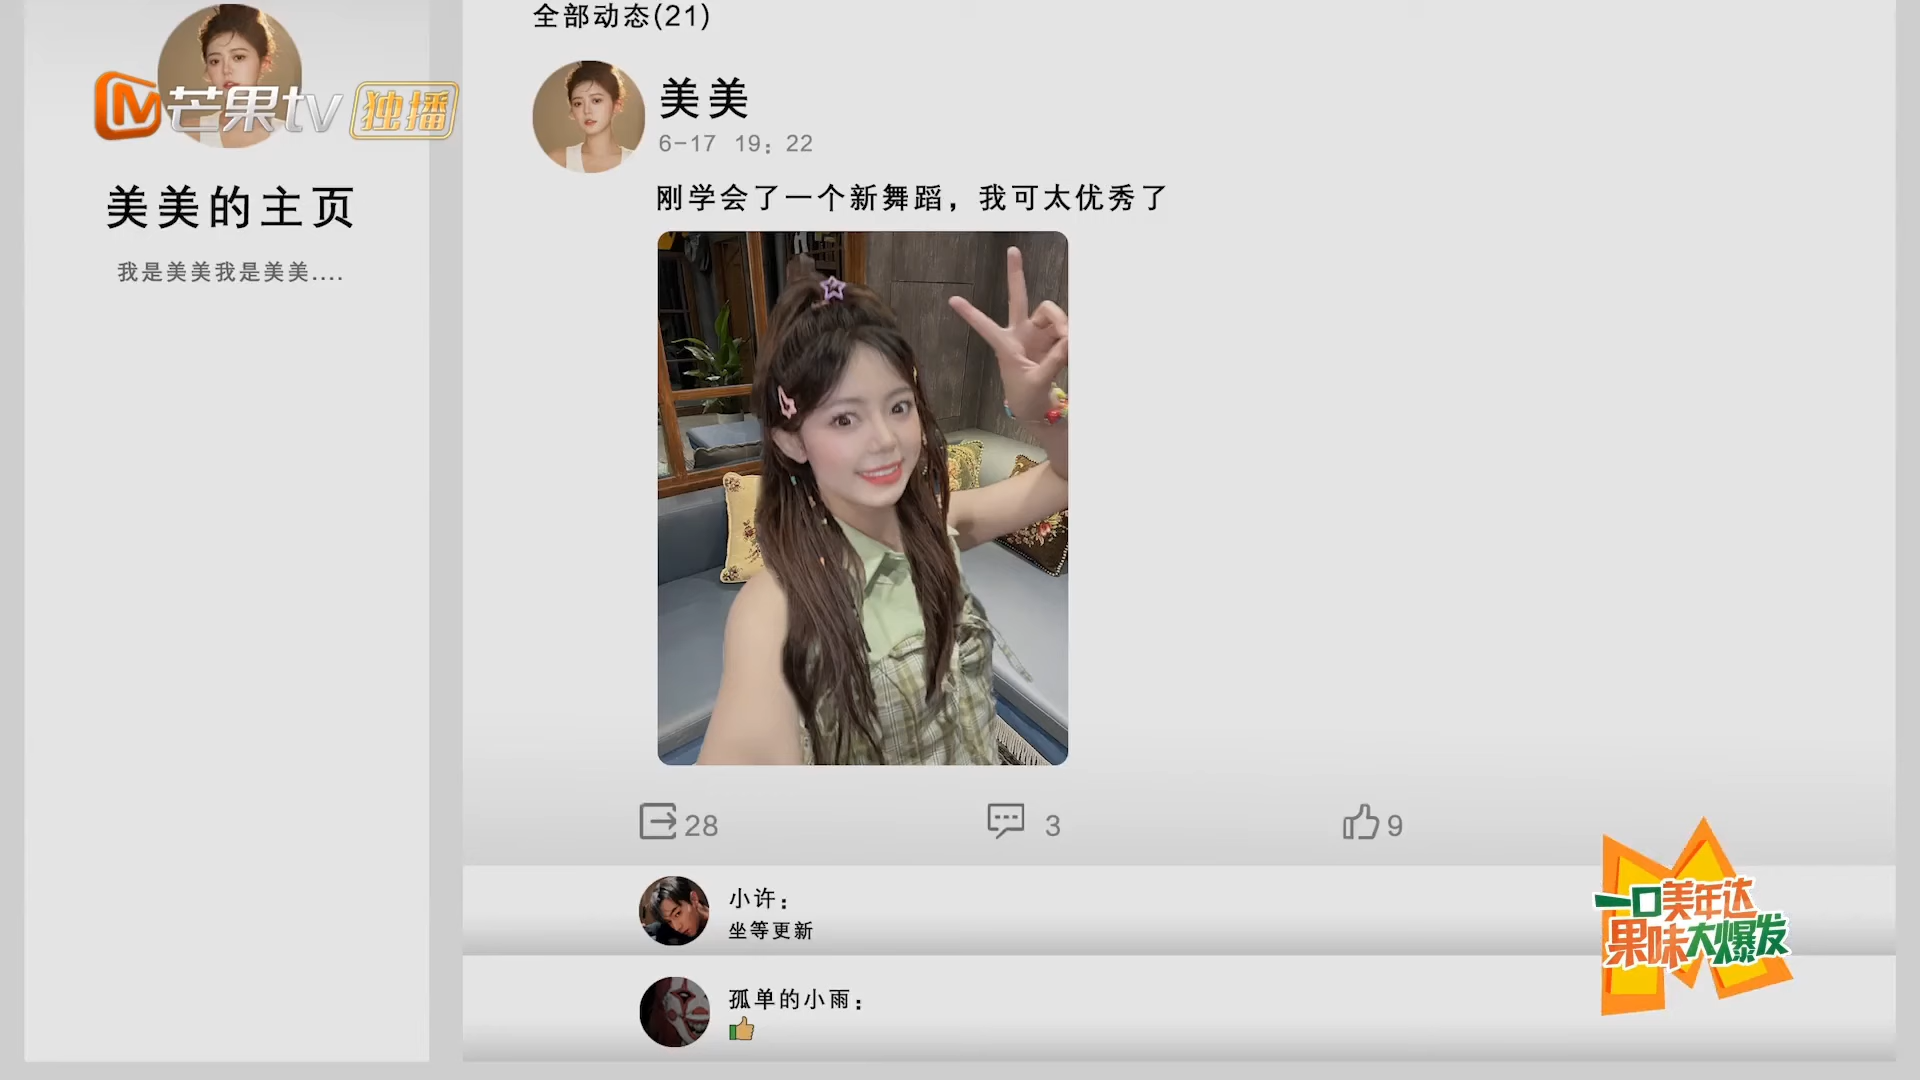 芒果tv 独播
美美的主页
我是美美我是美美....
全部动态(21)
美美
6-17 19：22
刚学会了一个新舞蹈，我可太优秀了
28
3
9
小许：
坐等更新
孤单的小雨：
一口美年达
果味大爆发